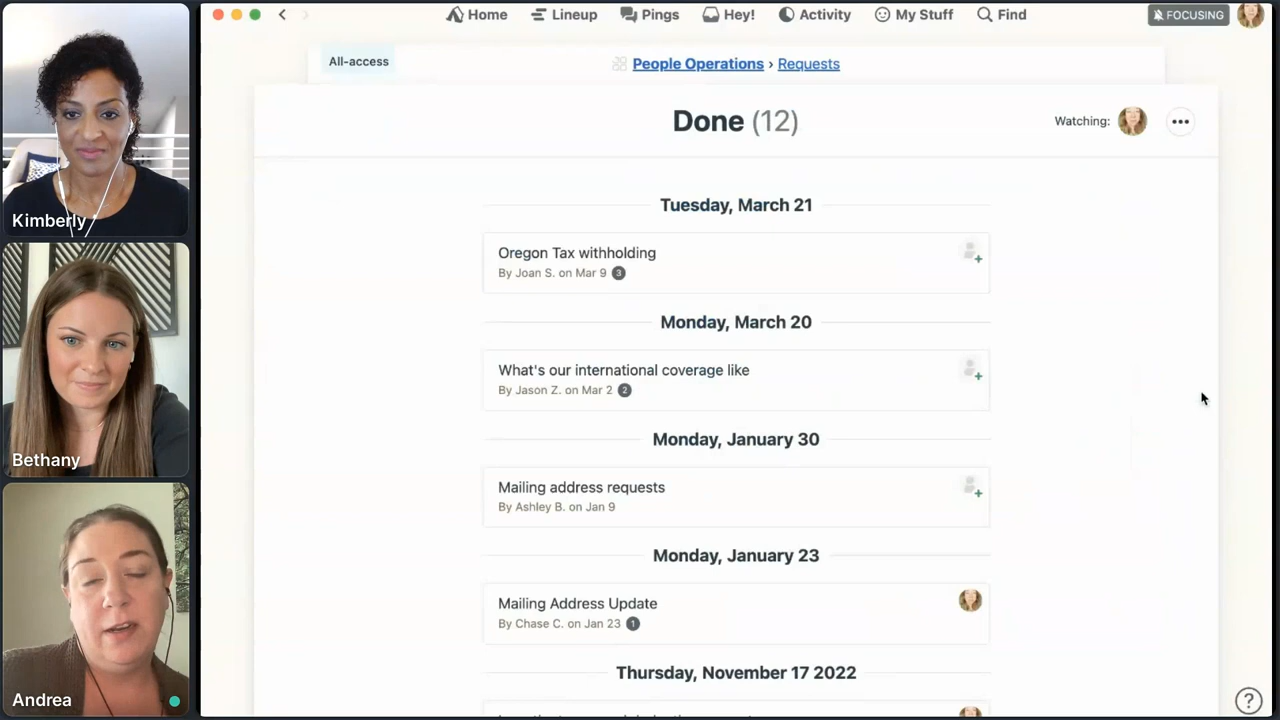 Home
Lineup
Pings
Hey!
Activity
My Stuff
Find
FOCUSING
All-access
People Operations › Requests
Done (12)
Watching:
Tuesday, March 21
Oregon Tax withholding
By Joan S. on Mar 9 3
Monday, March 20
What's our international coverage like
By Jason Z. on Mar 2 2
Monday, January 30
Mailing address requests
By Ashley B. on Jan 9
Monday, January 23
Mailing Address Update
By Chase C. on Jan 23 1
Thursday, November 17 2022
?
Kimberly
Bethany
Andrea